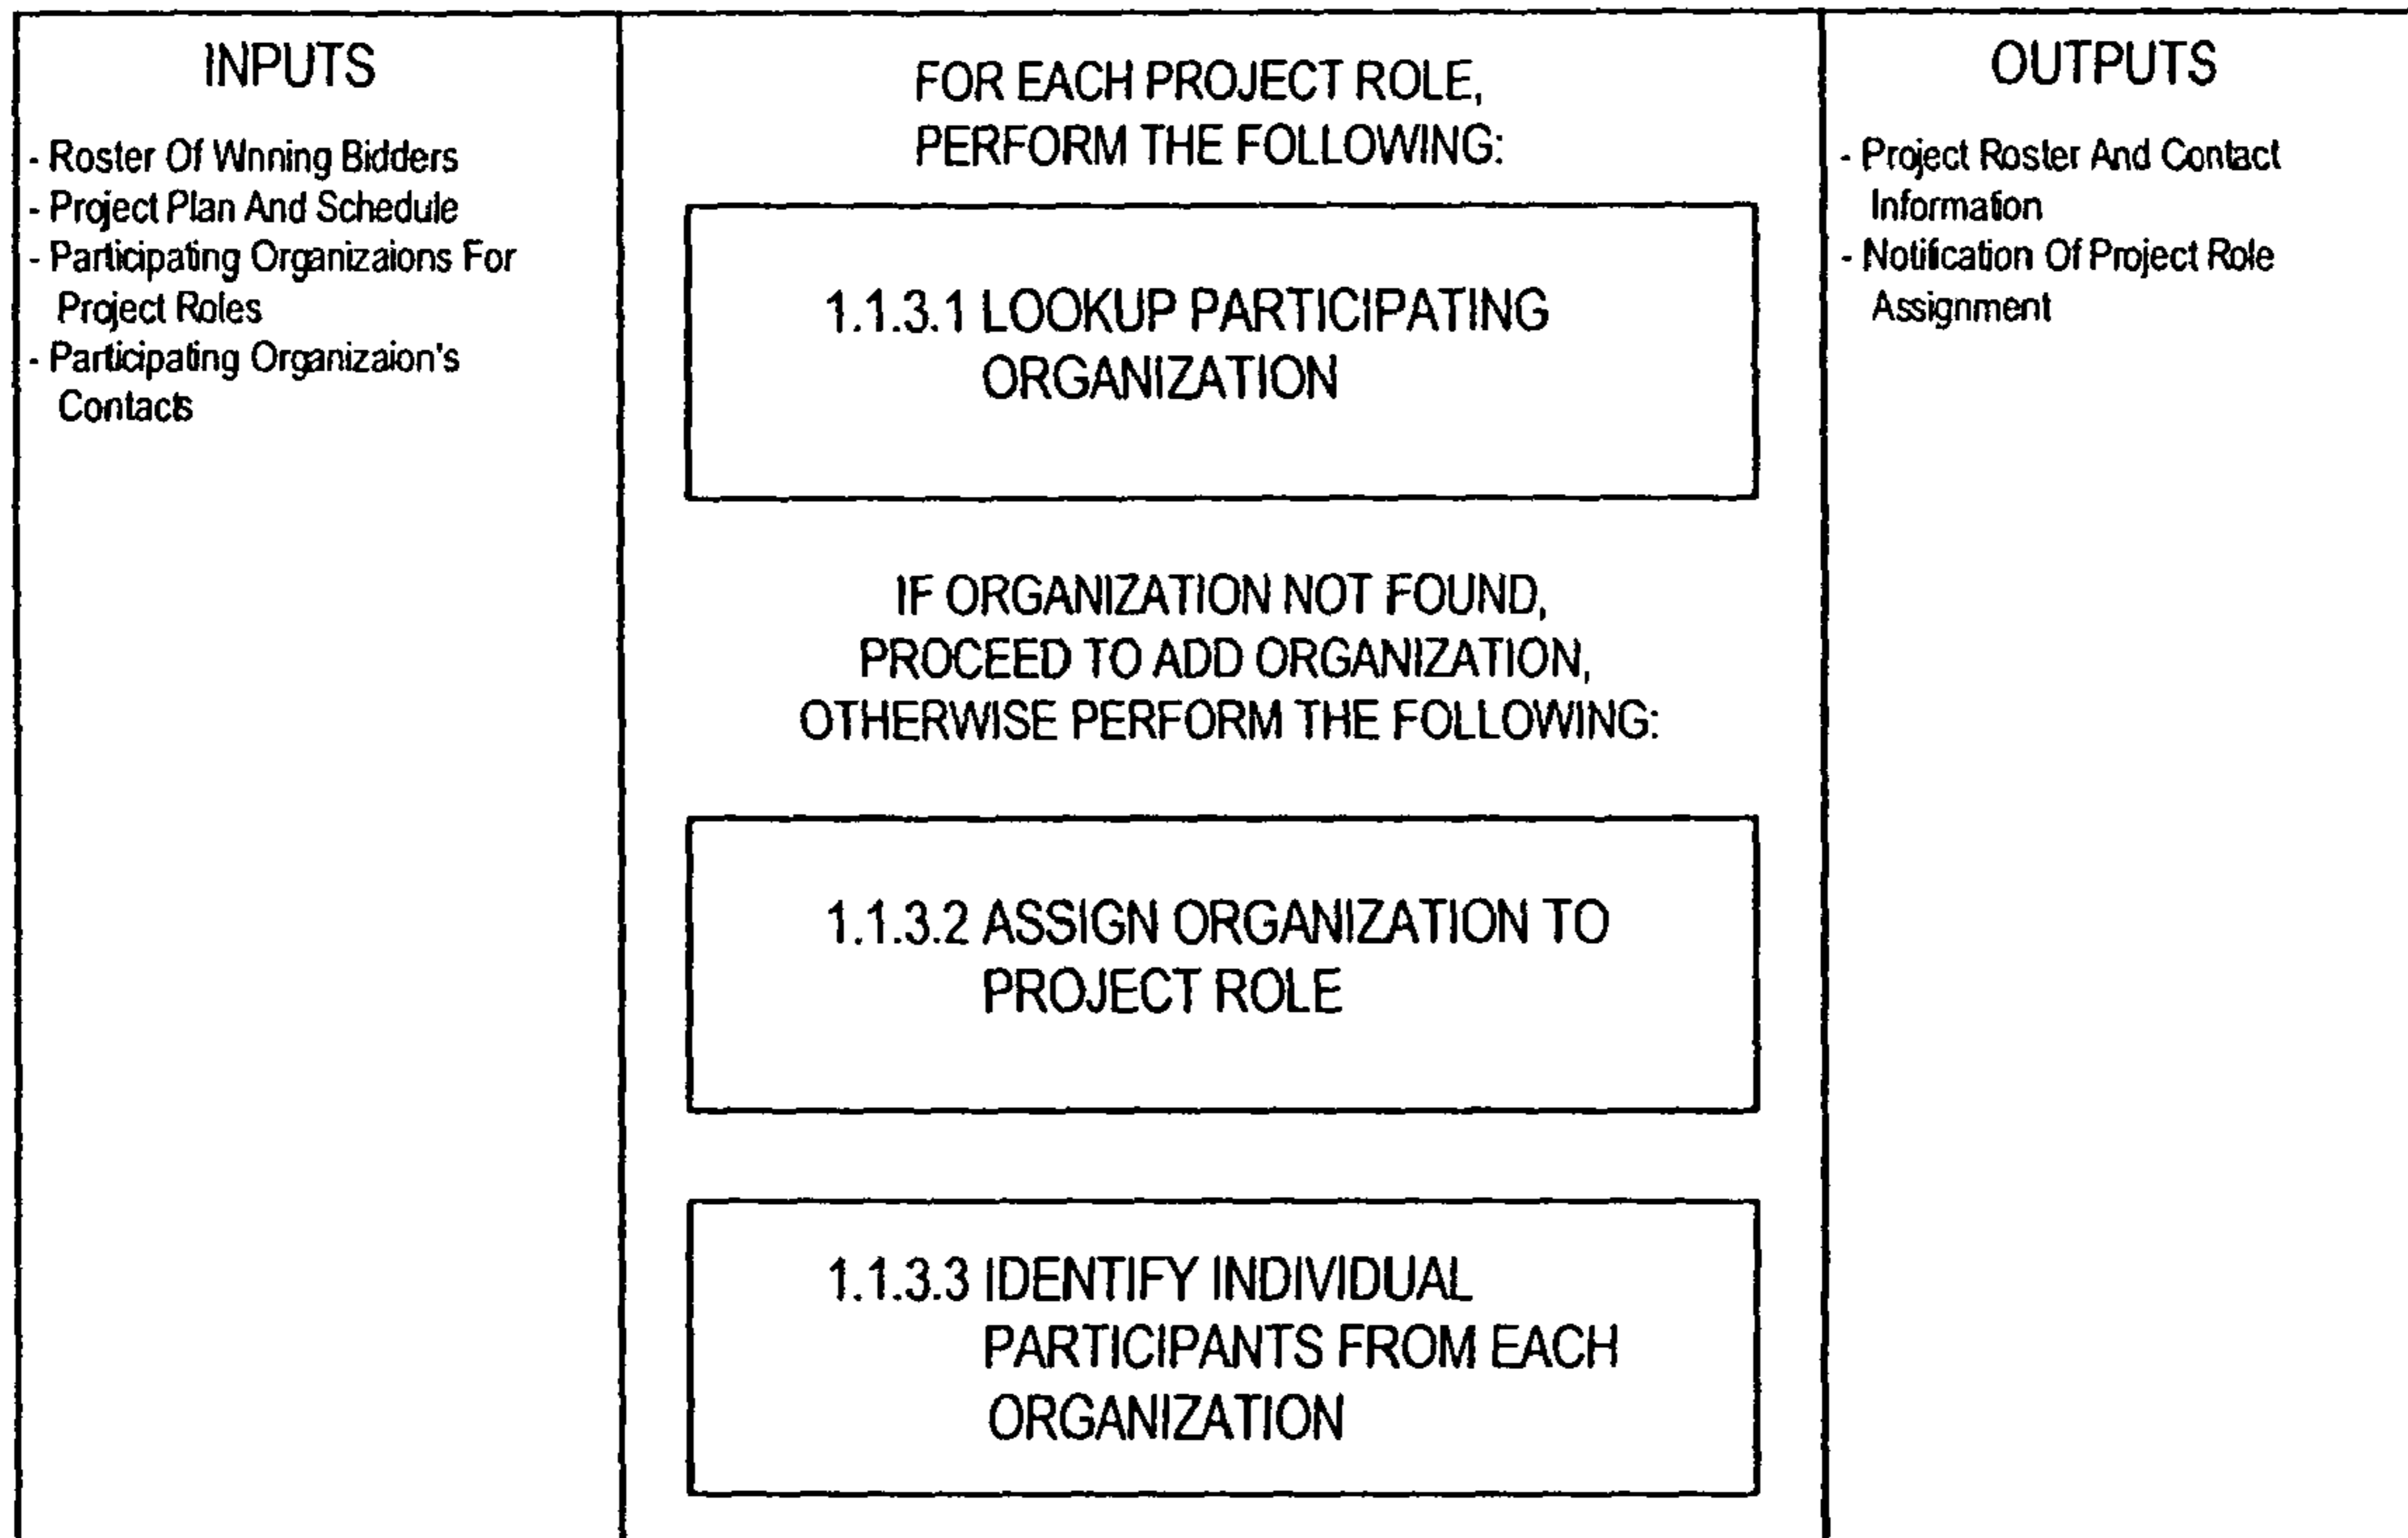 INPUTS
- Roster Of Wnning Bidders
- Project Plan And Schedule
- Participating Organizaions For
Project Roles
- Participating Organizaion's
Contacts
FOR EACH PROJECT ROLE,
PERFORM THE FOLLOWING:
1.1.3.1 LOOKUP PARTICIPATING
ORGANIZATION
IF ORGANIZATION NOT FOUND,
PROCEED TO ADD ORGANIZATION,
OTHERWISE PERFORM THE FOLLOWING:
1.1.3.2 ASSIGN ORGANIZATION TO
PROJECT ROLE
1.1.3.3 IDENTIFY INDIVIDUAL
PARTICIPANTS FROM EACH
ORGANIZATION
OUTPUTS
- Project Roster And Contact
Information
- Notification Of Project Role
Assignment